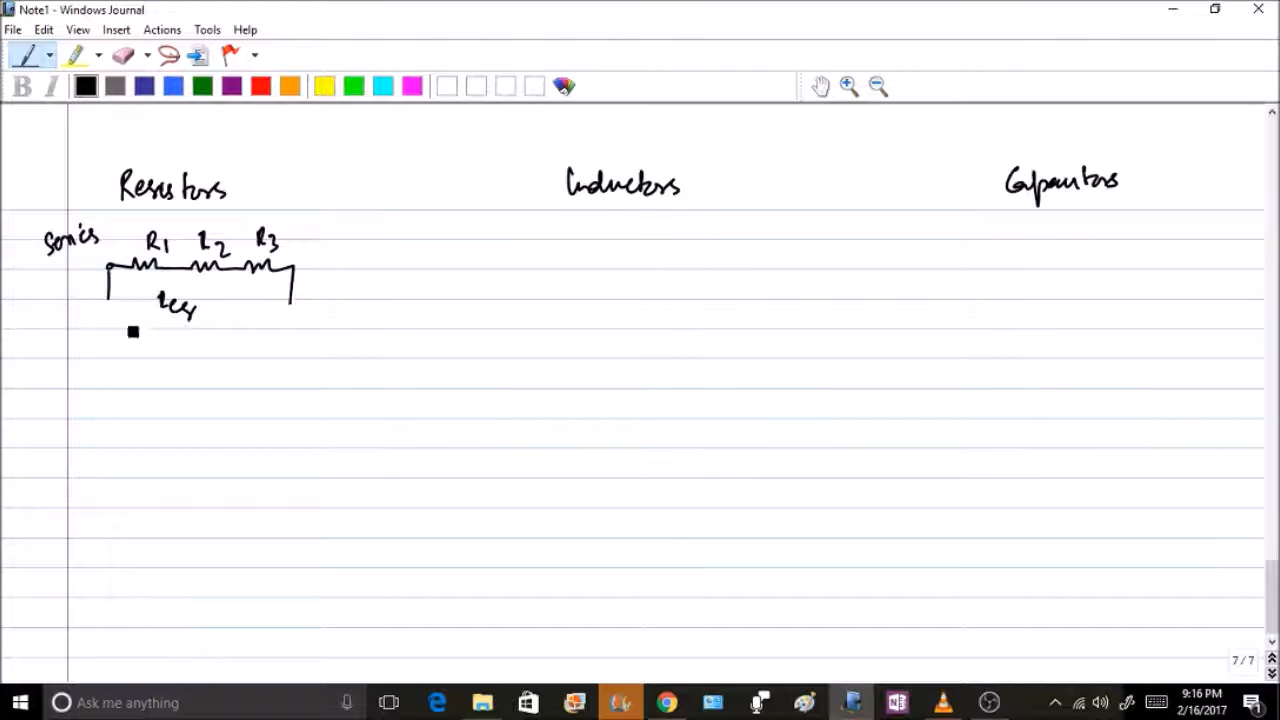 Note1 - Windows Journal
File Edit View Insert Actions Tools Help
B I
Resistors Inductors Capacitors
Series R1 R2 R3
Req
7 / 7
Ask me anything
9:16 PM
2/16/2017
1